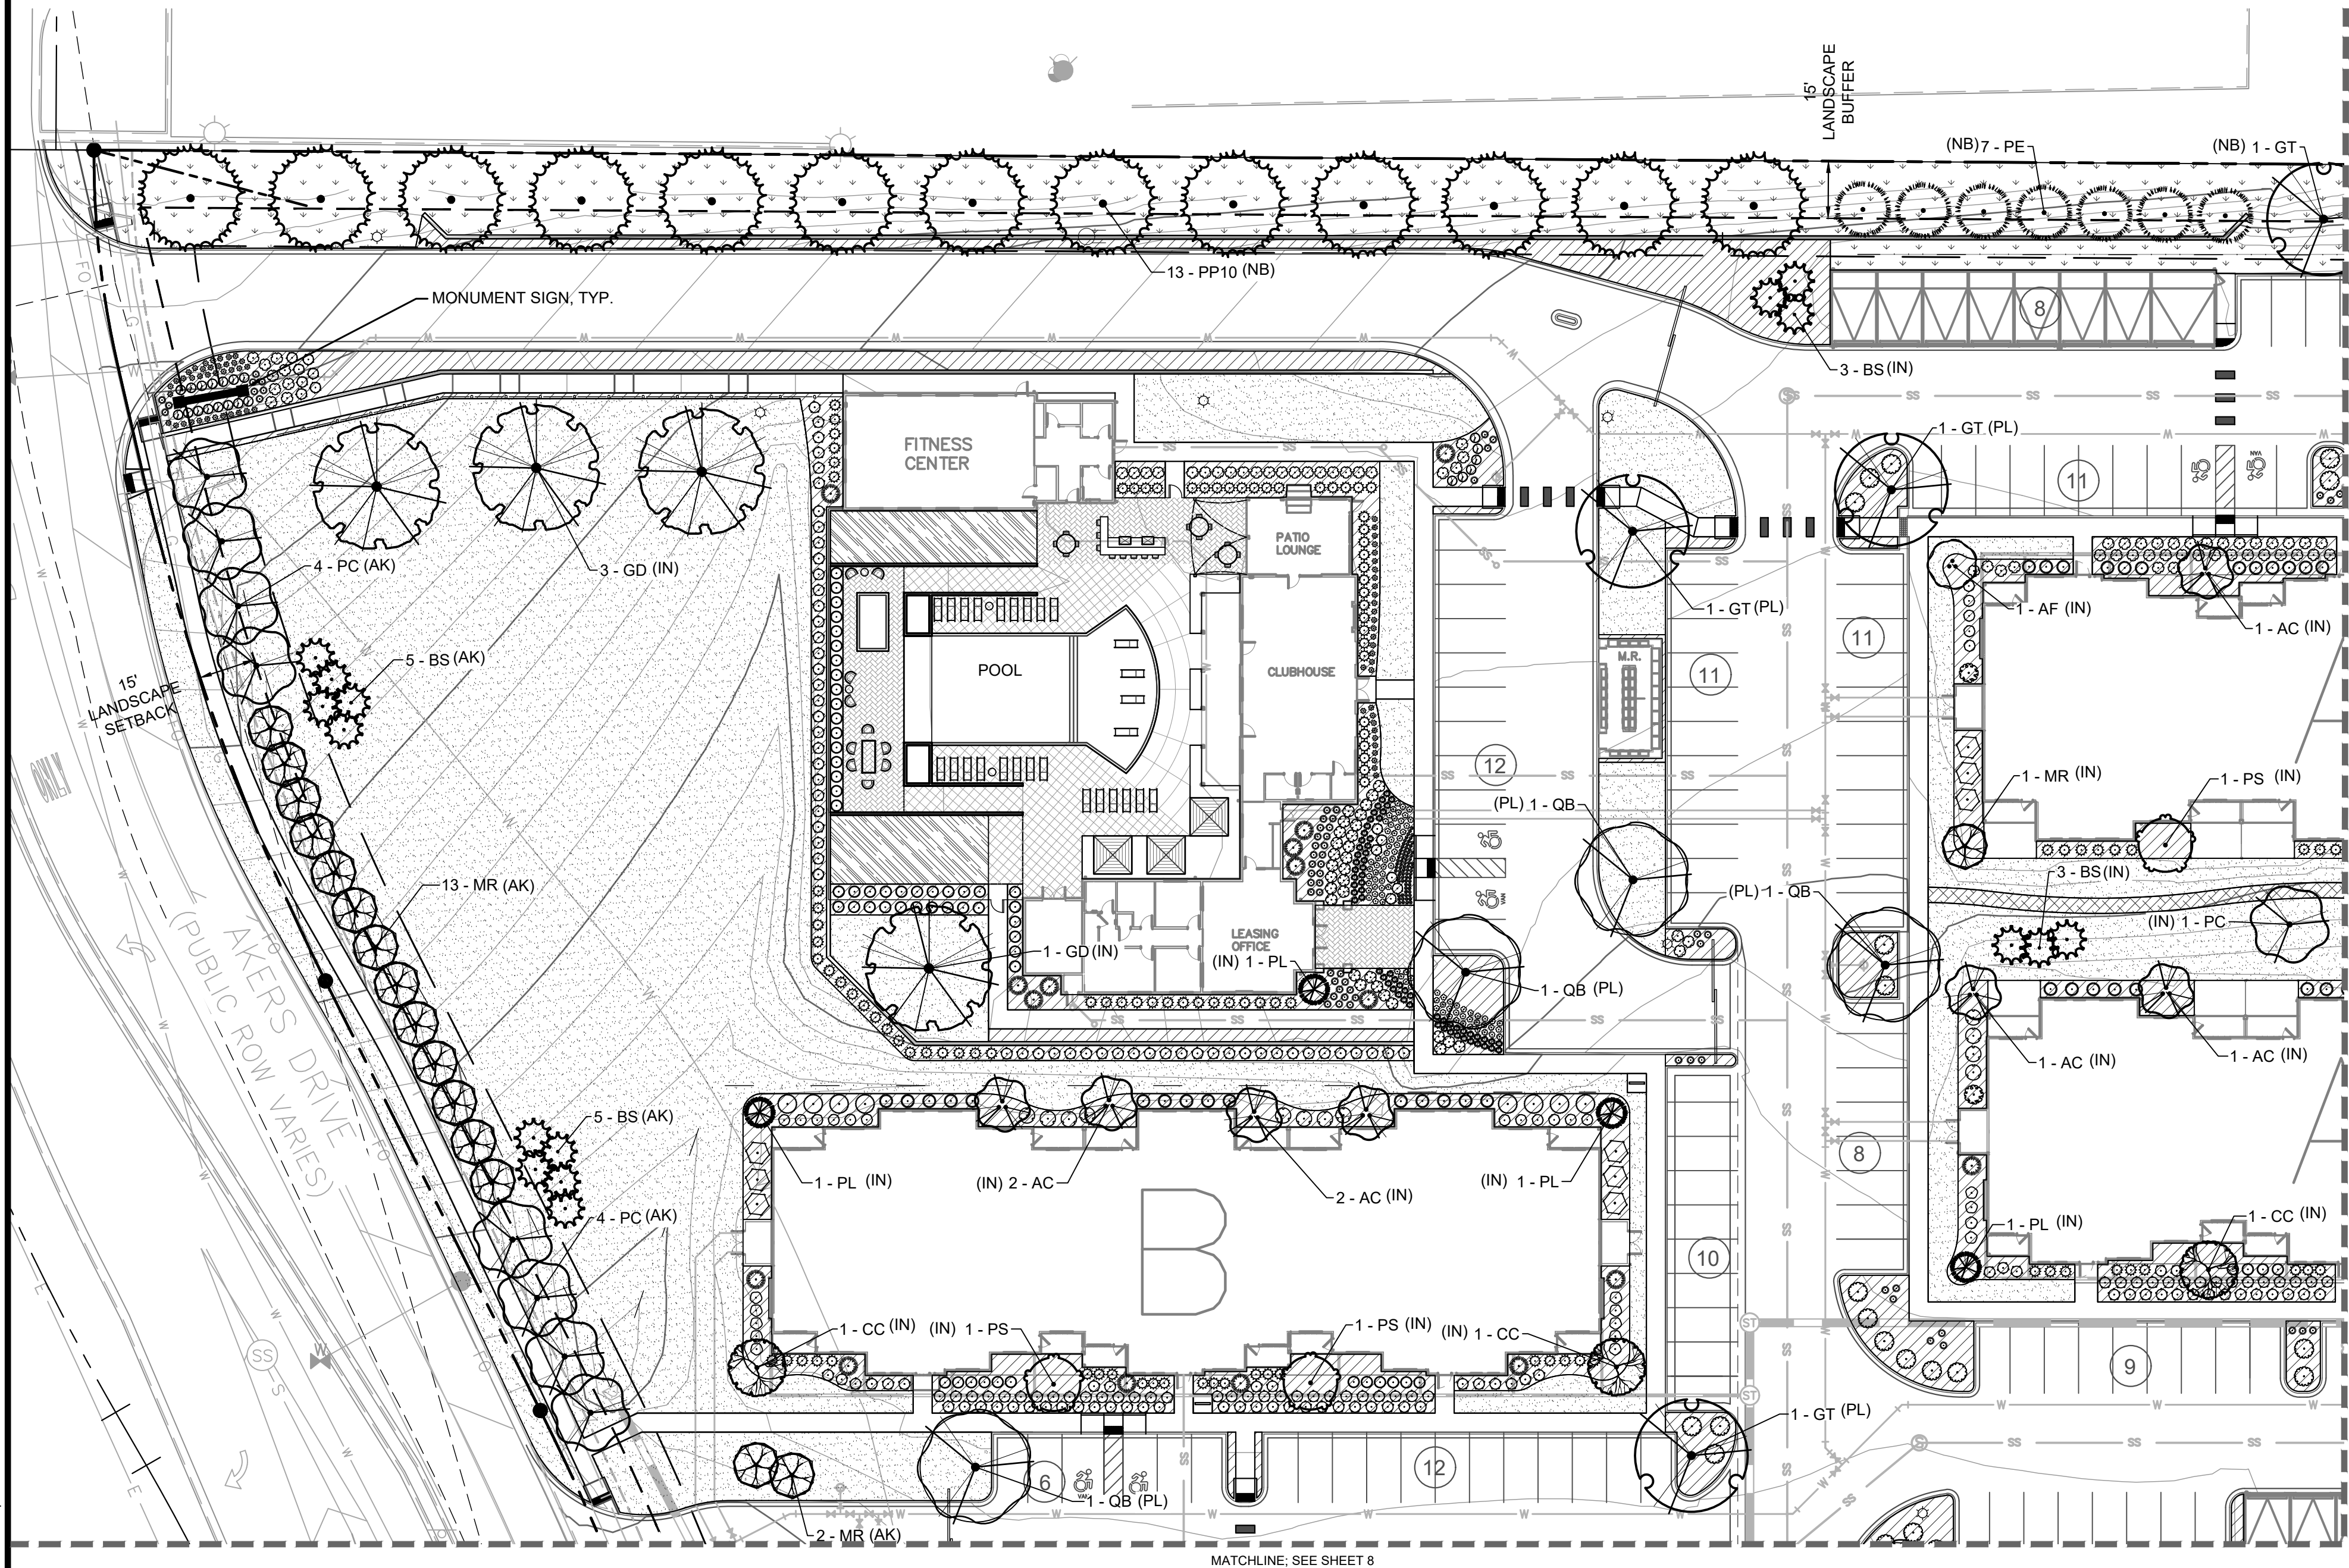 15'
LANDSCAPE
BUFFFER
(NB) 7 - PE
(NB) 1 - GT
13 - PP10 (NB)
MONUMENT SIGN, TYP.
8
3 - BS (IN)
FITNESS
CENTER
1 - GT (PL)
11
VAN
PATIO
LOUNGE
4 - PC (AK)
3 - GD (IN)
1 - GT (PL)
1 - AF (IN)
1 - AC (IN)
5 - BS (AK)
POOL
CLUBHOUSE
M.R.
11
11
15'
LANDSCAPE
SETBACK
12
1 - MR (IN)
1 - PS (IN)
ONLY
(PL) 1 - QB
13 - MR (AK)
3 - BS (IN)
(PL) 1 - QB
(IN) 1 - PC
VAN
AKERS DRIVE
(PUBLIC ROW VARIES)
1 - GD (IN)
LEASING
OFFICE
(IN) 1 - PL
1 - QB (PL)
1 - AC (IN)
1 - AC (IN)
5 - BS (AK)
1 - PL (IN)
(IN) 2 - AC
2 - AC (IN)
(IN) 1 - PL
8
4 - PC (AK)
B
10
1 - PL (IN)
1 - CC (IN)
1 - CC (IN)
(IN) 1 - PS
1 - PS (IN)
(IN) 1 - CC
ST
SS
9
ST
1 - GT (PL)
6
VAN
12
1 - QB (PL)
2 - MR (AK)
MATCHLINE; SEE SHEET 8